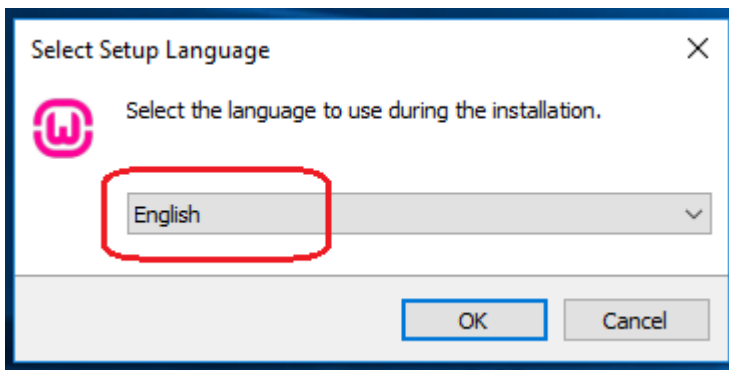 Select Setup Language
Select the language to use during the installation.
English
OK
Cancel